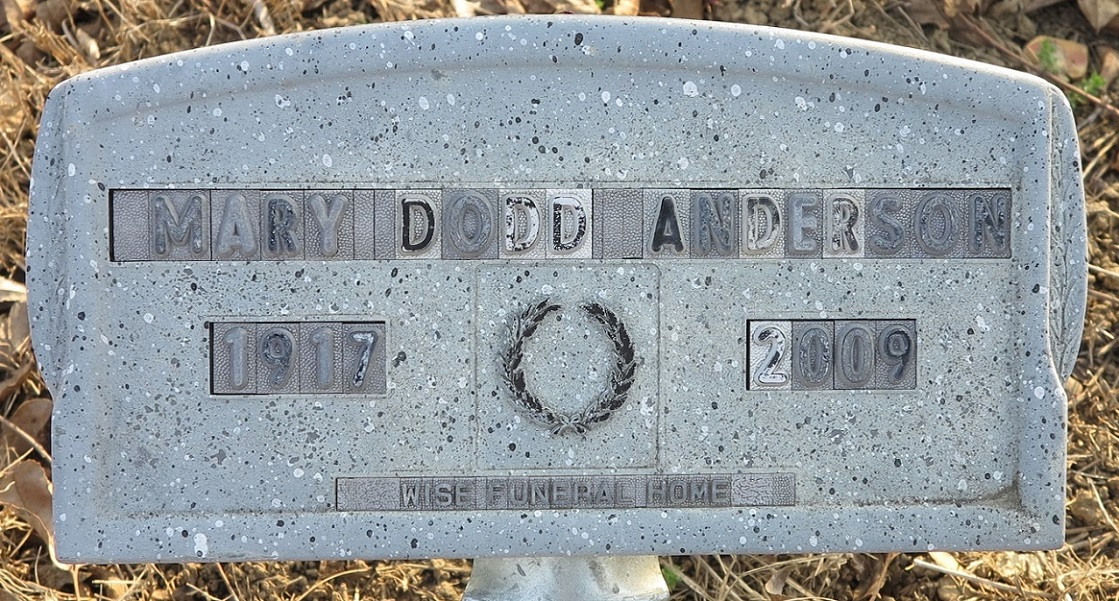 MARY DODD ANDERSON
1917 2009
WISE FUNERAL HOME